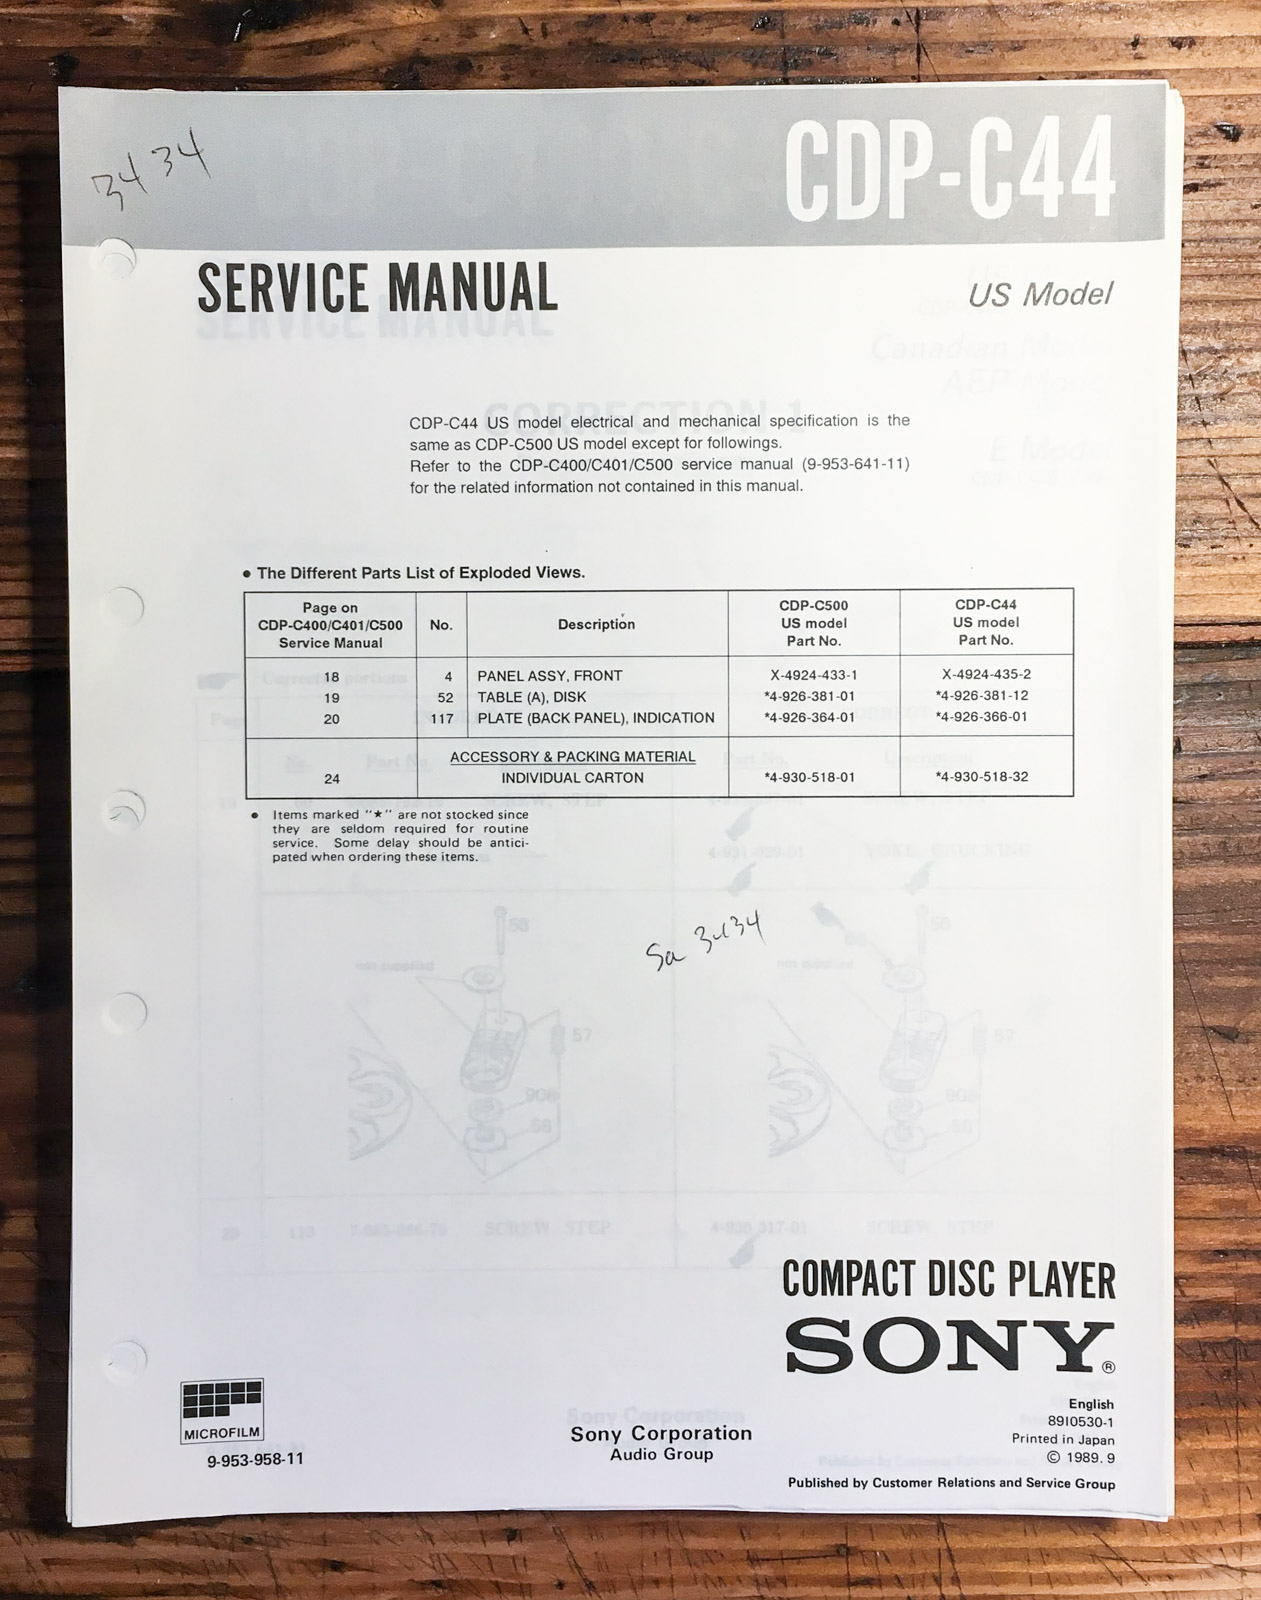 3434
CDP-C44
SERVICE MANUAL
US Model
CDP-C44 US model electrical and mechanical specification is the
same as CDP-C500 US model except for followings.
Refer to the CDP-C400/C401/C500 service manual (9-953-641-11)
for the related information not contained in this manual.
● The Different Parts List of Exploded Views.
Page on CDP-C400/C401/C500 Service Manual No. Description CDP-C500 US model Part No. CDP-C44 US model Part No.
18 4 PANEL ASSY, FRONT X-4924-433-1 X-4924-435-2
19 52 TABLE (A), DISK *4-926-381-01 *4-926-381-12
20 117 PLATE (BACK PANEL), INDICATION *4-926-364-01 *4-926-366-01
ACCESSORY & PACKING MATERIAL
24 INDIVIDUAL CARTON *4-930-518-01 *4-930-518-32
● Items marked "★" are not stocked since
they are seldom required for routine
service. Some delay should be antici-
pated when ordering these items.
COMPACT DISC PLAYER
SONY®
MICROFILM
9-953-958-11
Sony Corporation
Audio Group
English
89I0530-1
Printed in Japan
© 1989. 9
Published by Customer Relations and Service Group